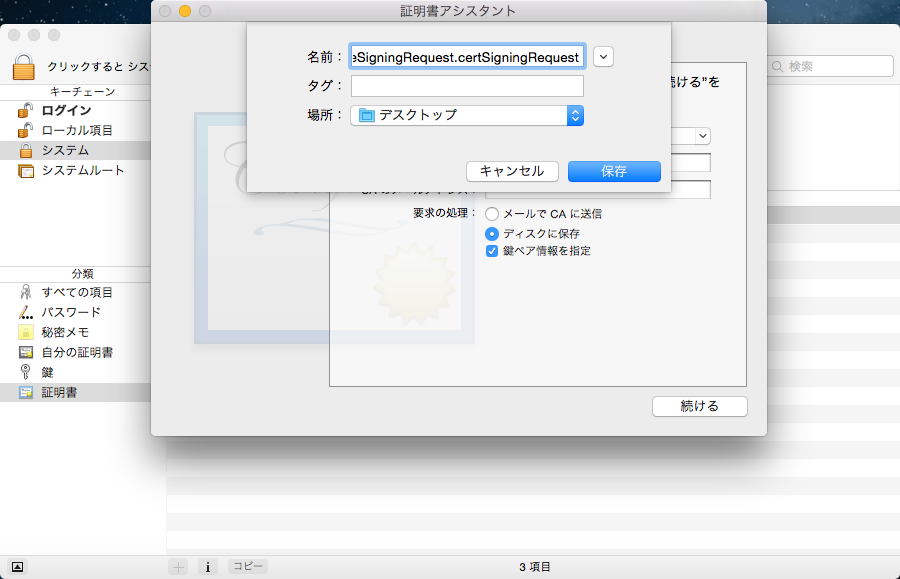 証明書アシスタント
名前：
eSigningRequest.certSigningRequest
タグ：
場所：
デスクトップ
キャンセル
保存
続ける”を
要求の処理：
メールで CA に送信
ディスクに保存
鍵ペア情報を指定
続ける
クリックすると シス
検索
キーチェーン
ログイン
ローカル項目
システム
システムルート
分類
すべての項目
パスワード
秘密メモ
自分の証明書
鍵
証明書
コピー
3 項目